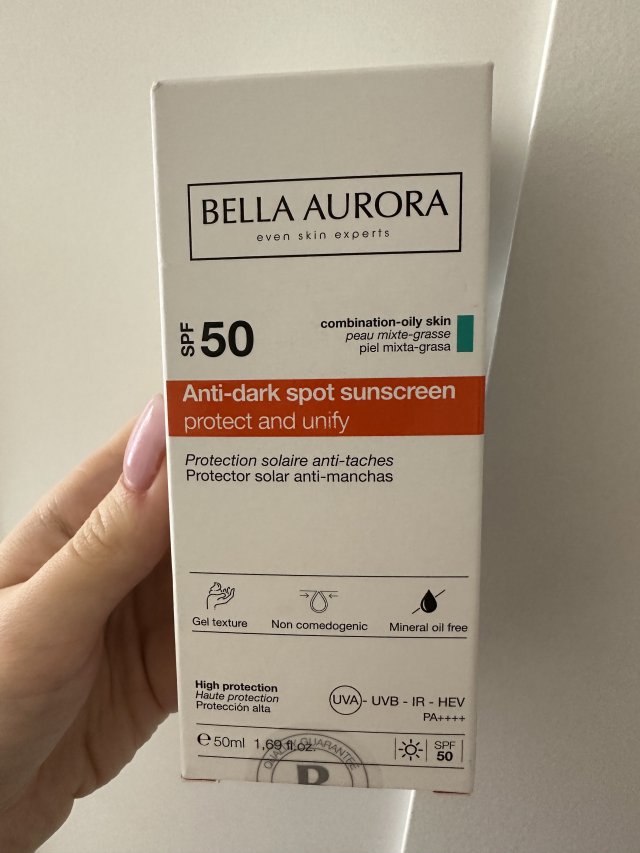 BELLA AURORA
even skin experts
SPF 50
combination-oily skin
peau mixte-grasse
piel mixta-grasa
Anti-dark spot sunscreen
protect and unify
Protection solaire anti-taches
Protector solar anti-manchas
Gel texture
Non comedogenic
Mineral oil free
High protection
Haute protection
Protección alta
UVA - UVB - IR - HEV
PA++++
℮ 50ml 1,69 fl.oz.
SPF
50
QUALITY GUARANTEE
B